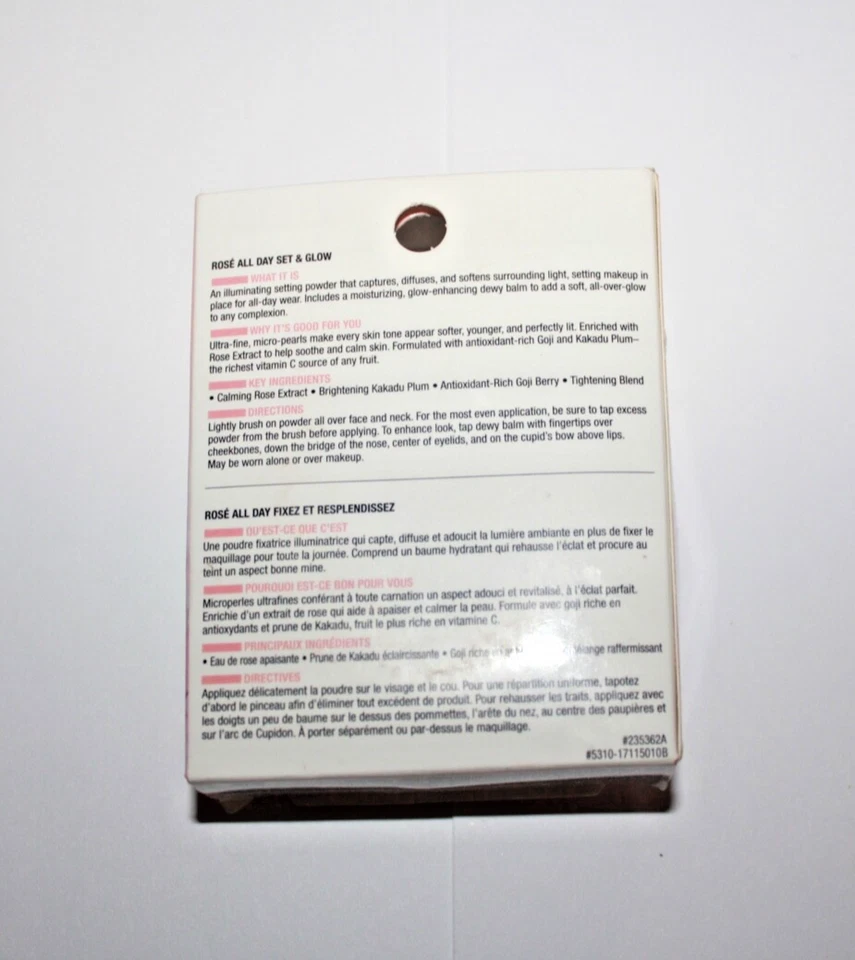 ROSÉ ALL DAY SET & GLOW
WHAT IT IS
An illuminating setting powder that captures, diffuses, and softens surrounding light, setting makeup in
place for all-day wear. Includes a moisturizing, glow-enhancing dewy balm to add a soft, all-over-glow
to any complexion.
WHY IT'S GOOD FOR YOU
Ultra-fine, micro-pearls make every skin tone appear softer, younger, and perfectly lit. Enriched with
Rose Extract to help soothe and calm skin. Formulated with antioxidant-rich Goji and Kakadu Plum–
the richest vitamin C source of any fruit.
KEY INGREDIENTS
• Calming Rose Extract • Brightening Kakadu Plum • Antioxidant-Rich Goji Berry • Tightening Blend
DIRECTIONS
Lightly brush on powder all over face and neck. For the most even application, be sure to tap excess
powder from the brush before applying. To enhance look, tap dewy balm with fingertips over
cheekbones, down the bridge of the nose, center of eyelids, and on the cupid's bow above lips.
May be worn alone or over makeup.
ROSÉ ALL DAY FIXEZ ET RESPLENDISSEZ
QU'EST-CE QUE C'EST
Une poudre fixatrice illuminatrice qui capte, diffuse et adoucit la lumière ambiante en plus de fixer le
maquillage pour toute la journée. Comprend un baume hydratant qui rehausse l'éclat et procure au
teint un aspect bonne mine.
POURQUOI EST-CE BON POUR VOUS
Microperles ultrafines conférant à toute carnation un aspect adouci et revitalisé, à l'éclat parfait.
Enrichie d'un extrait de rose qui aide à apaiser et calmer la peau. Formule avec goji riche en
antioxydants et prune de Kakadu, fruit le plus riche en vitamine C.
PRINCIPAUX INGRÉDIENTS
• Eau de rose apaisante • Prune de Kakadu éclaircissante • Goji riche raffermissant
DIRECTIVES
Appliquez délicatement la poudre sur le visage et le cou. Pour une répartition uniforme, tapotez
d'abord le pinceau afin d'éliminer tout excédent de produit. Pour rehausser les traits, appliquez avec
les doigts un peu de baume sur le dessus des pommettes, l'arête du nez, au centre des paupières et
sur l'arc de Cupidon. À porter séparément ou par-dessus le maquillage.
#235362A
#5310-17115010B